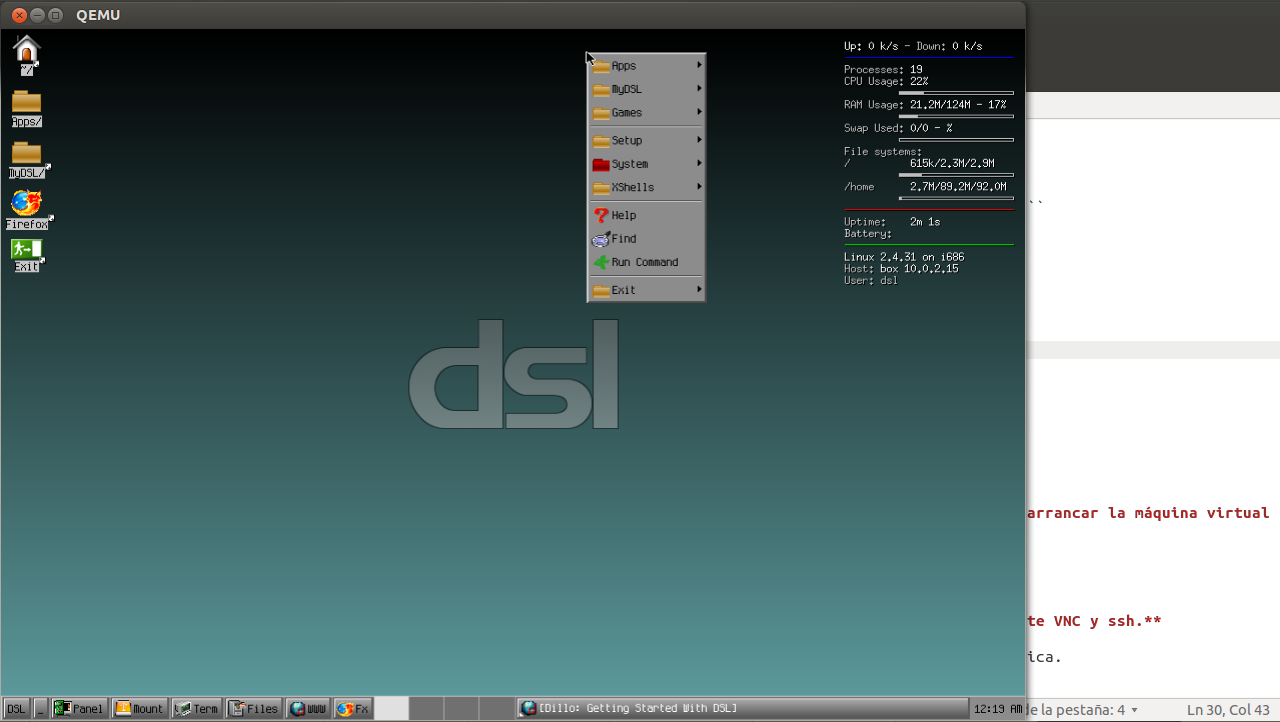 QEMU
~/
Apps/
MyDSL/
Firefox
Exit
Apps
MyDSL
Games
Setup
System
XShells
Help
Find
Run Command
Exit
Up: 0 k/s - Down: 0 k/s
Processes: 19
CPU Usage: 22%
RAM Usage: 21.2M/124M - 17%
Swap Used: 0/0 - %
File systems:
/ 615k/2.3M/2.9M
/home 2.7M/89.2M/92.0M
Uptime: 2m 1s
Battery:
Linux 2.4.31 on i686
Host: box 10.0.2.15
User: dsl
dsl
``
arrancar la máquina virtual
te VNC y ssh.**
ica.
DSL _ Panel Mount Term Files WWW Fx [Dillo: Getting Started With DSL] 12:19 AM
de la pestaña: 4 Ln 30, Col 43